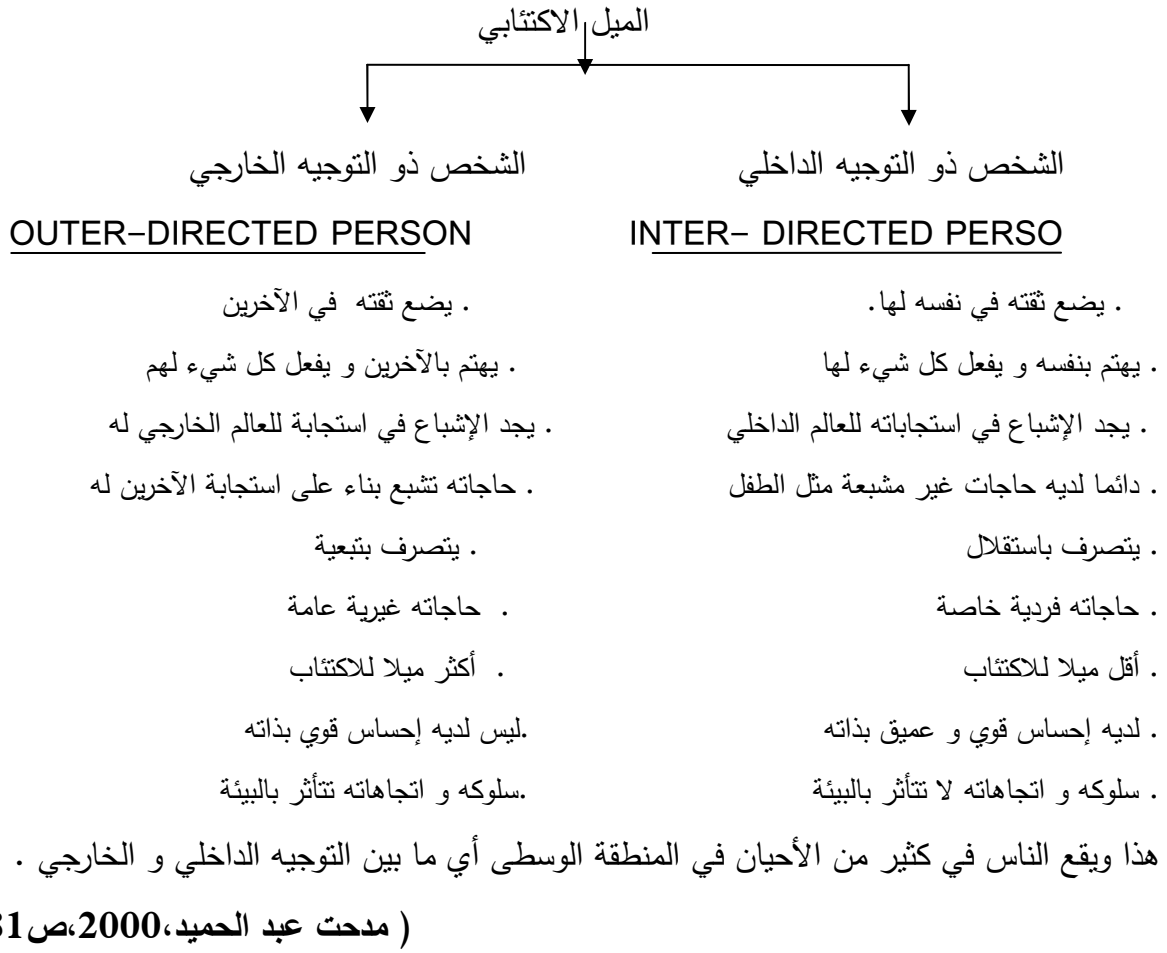 الميل الاكتئابي
الشخص ذو التوجيه الداخلي الشخص ذو التوجيه الخارجي
INTER– DIRECTED PERSO OUTER–DIRECTED PERSON
. يضع ثقته في نفسه لها. . يضع ثقته في الآخرين
. يهتم بنفسه و يفعل كل شيء لها . يهتم بالآخرين و يفعل كل شيء لهم
. يجد الإشباع في استجاباته للعالم الداخلي . يجد الإشباع في استجابة للعالم الخارجي له
. دائما لديه حاجات غير مشبعة مثل الطفل . حاجاته تشبع بناء على استجابة الآخرين له
. يتصرف باستقلال . يتصرف بتبعية
. حاجاته فردية خاصة . حاجاته غيرية عامة
. أقل ميلا للاكتئاب . أكثر ميلا للاكتئاب
. لديه إحساس قوي و عميق بذاته .ليس لديه إحساس قوي بذاته
. سلوكه و اتجاهاته لا تتأثر بالبيئة .سلوكه و اتجاهاته تتأثر بالبيئة
هذا ويقع الناس في كثير من الأحيان في المنطقة الوسطى أي ما بين التوجيه الداخلي و الخارجي .
( مدحت عبد الحميد،2000،ص